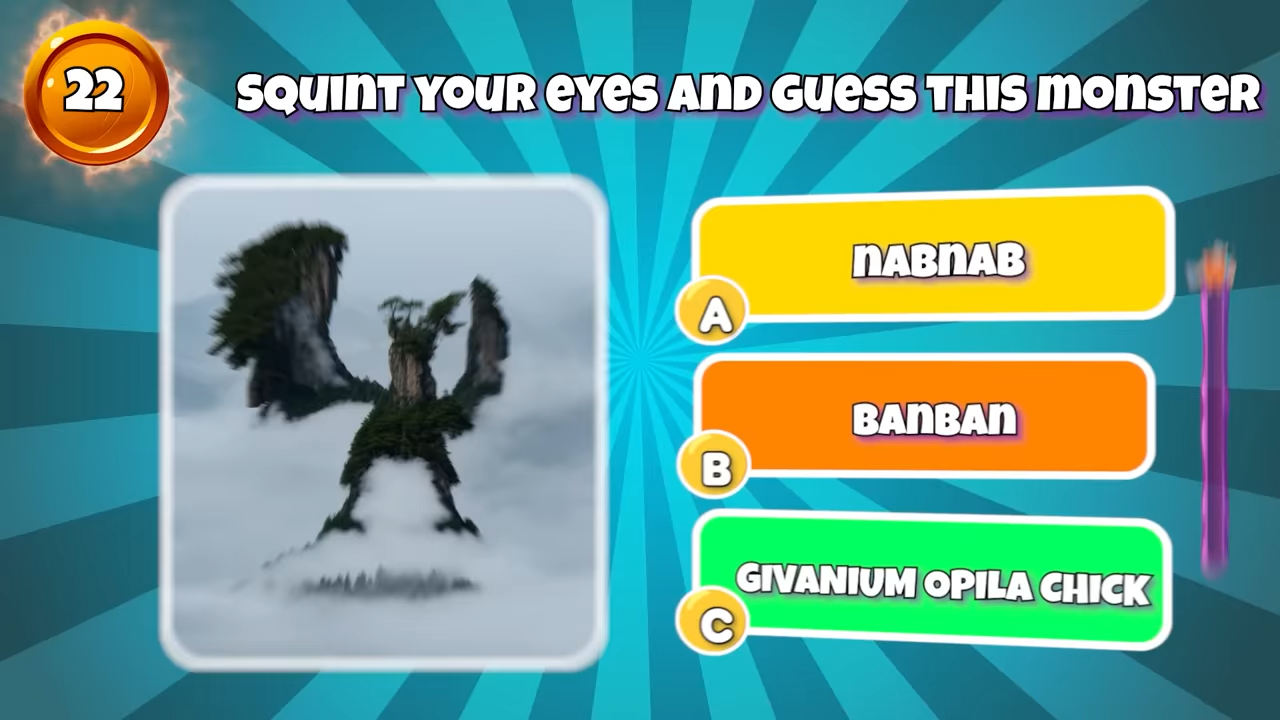 22
SQUINT YOUR EYES AND GUESS THIS MONSTER
NABNAB
A
BANBAN
B
GIVANIUM OPILA CHICK
C